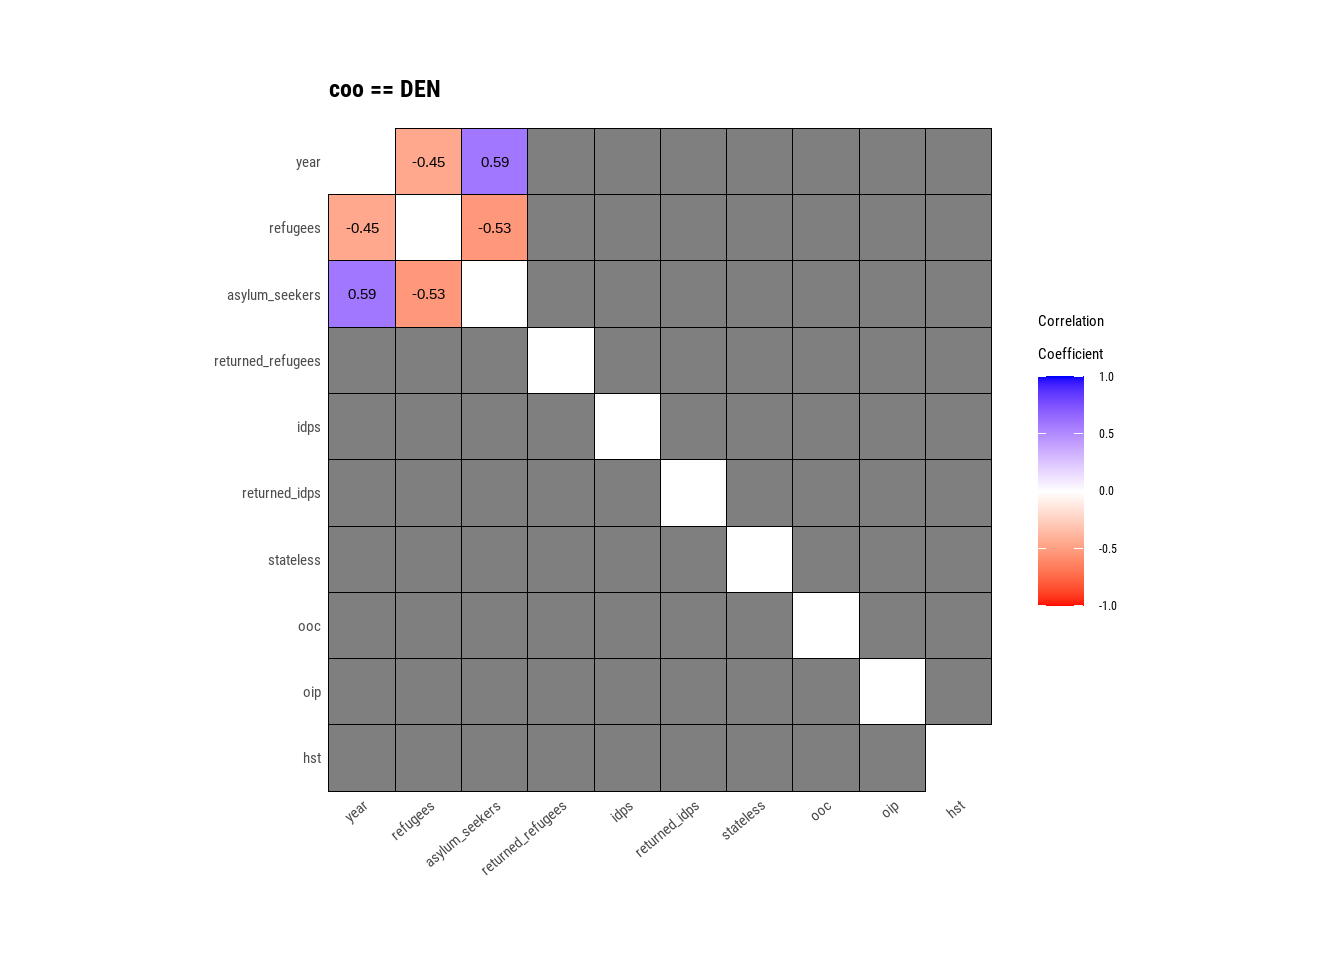 coo == DEN
year
-0.45
0.59
refugees
-0.45
-0.53
asylum_seekers
0.59
-0.53
returned_refugees
idps
returned_idps
stateless
ooc
oip
hst
year
refugees
asylum_seekers
returned_refugees
idps
returned_idps
stateless
ooc
oip
hst
Correlation
Coefficient
1.0
0.5
0.0
-0.5
-1.0